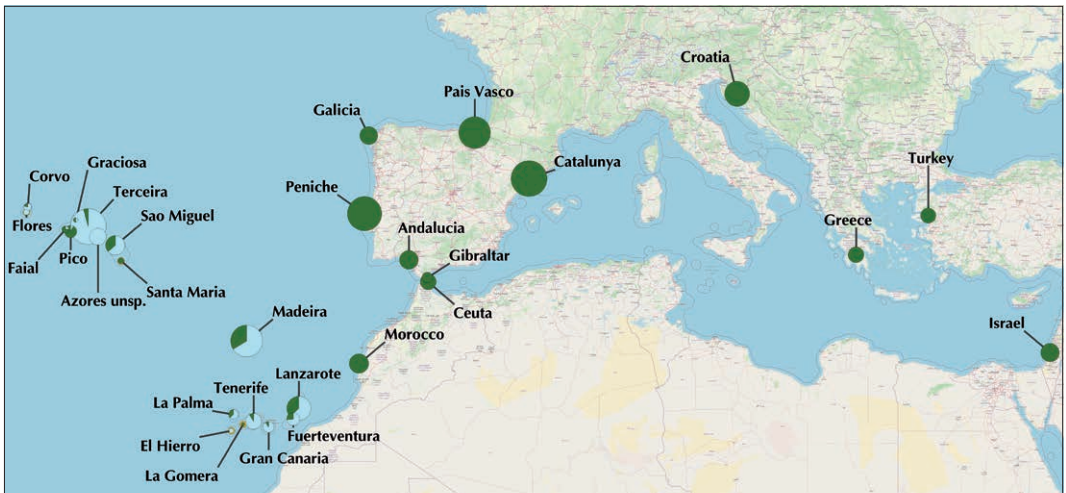 Croatia
Pais Vasco
Galicia
Graciosa
Catalunya
Turkey
Corvo
Terceira
Peniche
Sao Miguel
Andalucia
Greece
Flores
Gibraltar
Faial
Pico
Santa Maria
Azores unsp.
Madeira
Ceuta
Israel
Morocco
Lanzarote
Tenerife
La Palma
El Hierro
Fuerteventura
Gran Canaria
La Gomera